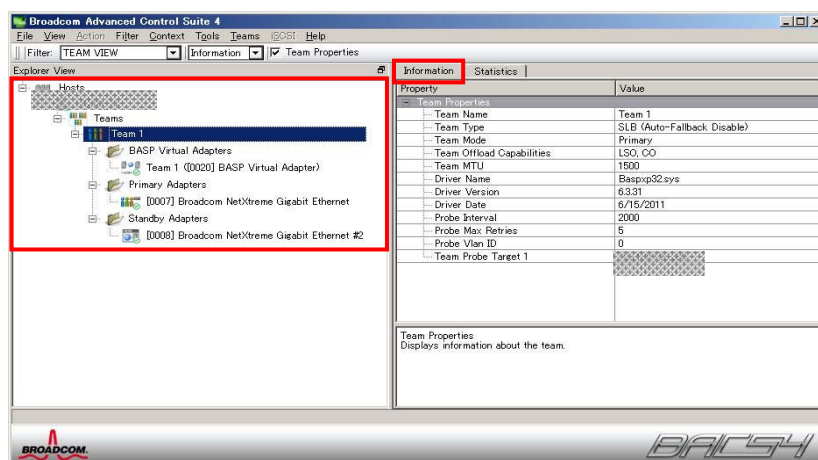 Broadcom Advanced Control Suite 4
File View Action Filter Context Tools Teams iSCSI Help
Filter: TEAM VIEW Information Team Properties
Explorer View
Hosts
Teams
Team 1
BASP Virtual Adapters
Team 1 ([0020] BASP Virtual Adapter)
Primary Adapters
[0007] Broadcom NetXtreme Gigabit Ethernet
Standby Adapters
[0008] Broadcom NetXtreme Gigabit Ethernet #2
Information Statistics
Property Value
Team Properties
Team Name Team 1
Team Type SLB (Auto-Fallback Disable)
Team Mode Primary
Team Offload Capabilities LSO, CO
Team MTU 1500
Driver Name Baspxp32.sys
Driver Version 6.3.31
Driver Date 6/15/2011
Probe Interval 2000
Probe Max Retries 5
Probe Vlan ID 0
Team Probe Target 1
Team Properties
Displays information about the team.
BROADCOM.
BACS4